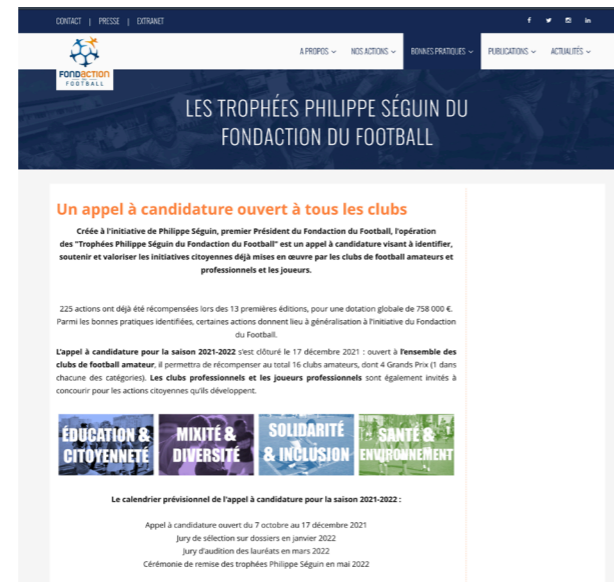 CONTACT | PRESSE | EXTRANET
FONDACTION
FOOTBALL
A PROPOS
NOS ACTIONS
BONNES PRATIQUES
PUBLICATIONS
ACTUALITÉS
LES TROPHÉES PHILIPPE SÉGUIN DU
FONDACTION DU FOOTBALL
Un appel à candidature ouvert à tous les clubs
Créée à l'initiative de Philippe Séguin, premier Président du Fondaction du Football, l'opération
des "Trophées Philippe Séguin du Fondaction du Football" est un appel à candidature visant à identifier,
soutenir et valoriser les initiatives citoyennes déjà mises en œuvre par les clubs de football amateurs et
professionnels et les joueurs.
225 actions ont déjà été récompensées lors des 13 premières éditions, pour une dotation globale de 758 000 €.
Parmi les bonnes pratiques identifiées, certaines actions donnent lieu à généralisation à l'initiative du Fondaction
du Football.
L'appel à candidature pour la saison 2021-2022 s'est clôturé le 17 décembre 2021 : ouvert à l'ensemble des
clubs de football amateur, il permettra de récompenser au total 16 clubs amateurs, dont 4 Grands Prix (1 dans
chacune des catégories). Les clubs professionnels et les joueurs professionnels sont également invités à
concourir pour les actions citoyennes qu'ils développent.
ÉDUCATION &
CITOYENNETÉ
MIXITÉ &
DIVERSITÉ
SOLIDARITÉ
& INCLUSION
SANTÉ &
ENVIRONNEMENT
Le calendrier prévisionnel de l'appel à candidature pour la saison 2021-2022 :
Appel à candidature ouvert du 7 octobre au 17 décembre 2021
Jury de sélection sur dossiers en janvier 2022
Jury d'audition des lauréats en mars 2022
Cérémonie de remise des trophées Philippe Séguin en mai 2022